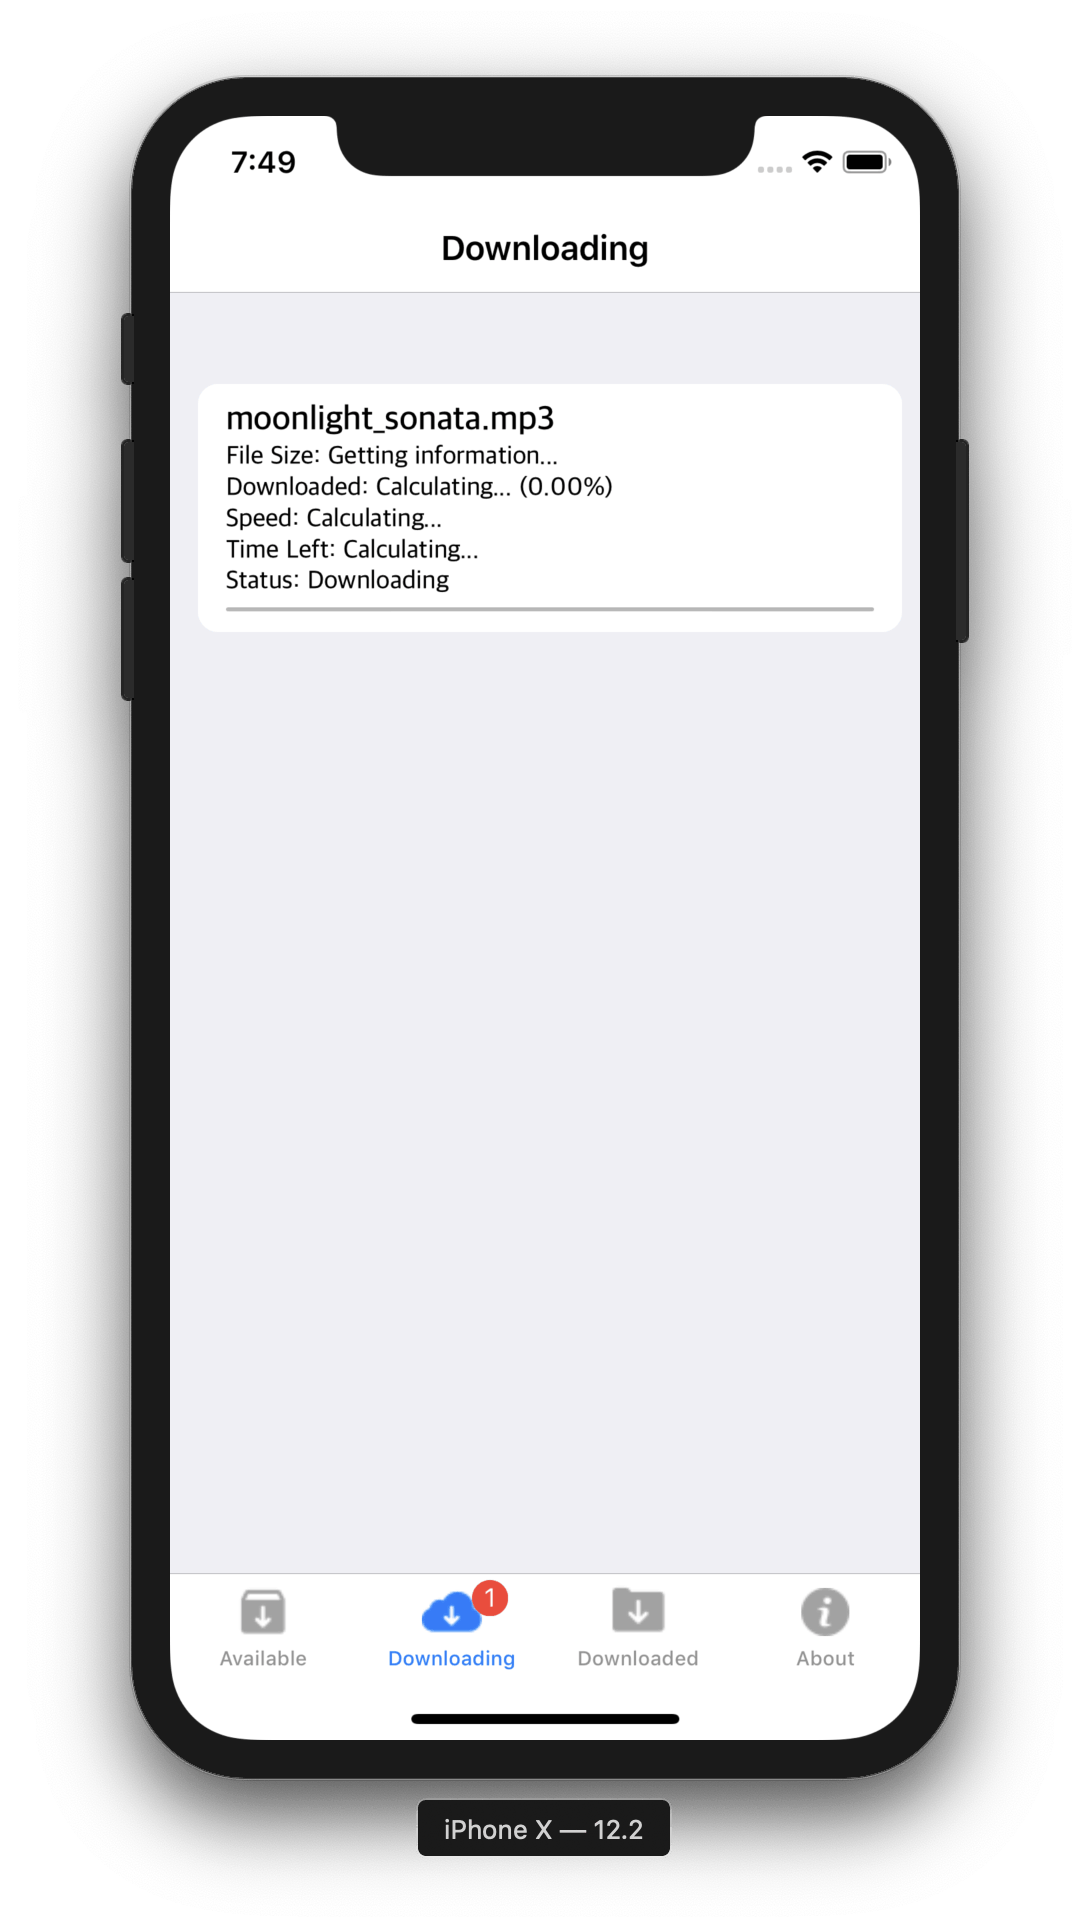 7:49
Downloading
moonlight_sonata.mp3
File Size: Getting information...
Downloaded: Calculating... (0.00%)
Speed: Calculating...
Time Left: Calculating...
Status: Downloading
1
Available
Downloading
Downloaded
About
iPhone X — 12.2